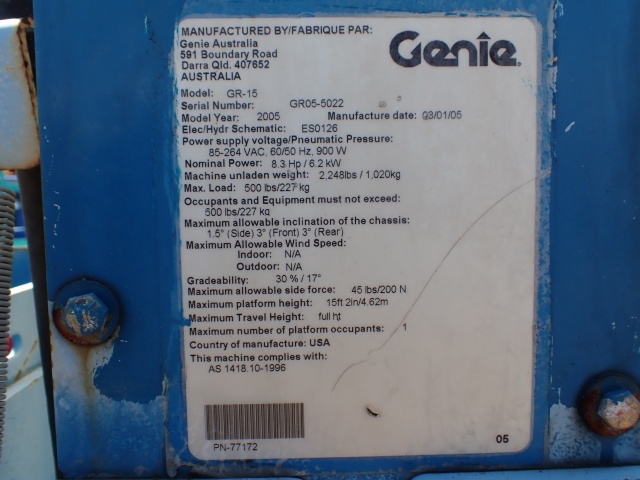 MANUFACTURED BY/FABRIQUE PAR:
Genie Australia
591 Boundary Road
Darra Qld. 407652
AUSTRALIA
Genie
Model: GR-15
Serial Number: GR05-5022
Model Year: 2005 Manufacture date: 03/01/05
Elec/Hydr Schematic: ES0126
Power supply voltage/Pneumatic Pressure:
85-264 VAC, 60/50 Hz, 900 W
Nominal Power: 8.3 Hp / 6.2 kW
Machine unladen weight: 2,248lbs / 1,020kg
Max. Load: 500 lbs/227 kg
Occupants and Equipment must not exceed:
500 lbs/227 kg
Maximum allowable inclination of the chassis:
1.5° (Side) 3° (Front) 3° (Rear)
Maximum Allowable Wind Speed:
Indoor: N/A
Outdoor: N/A
Gradeability: 30 % / 17°
Maximum allowable side force: 45 lbs/200 N
Maximum platform height: 15ft 2in/4.62m
Maximum Travel Height: full ht
Maximum number of platform occupants: 1
Country of manufacture: USA
This machine complies with:
AS 1418.10-1996
PN-77172
05